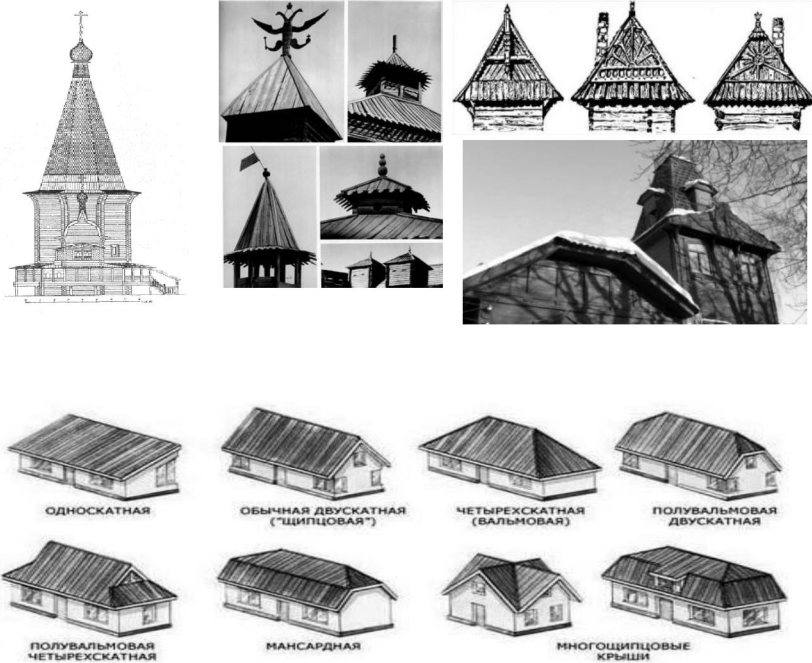 ОДНОСКАТНАЯ
ОБЫЧНАЯ ДВУСКАТНАЯ
("ЩИПЦОВАЯ")
ЧЕТЫРЕХСКАТНАЯ
(ВАЛЬМОВАЯ)
ПОЛУВАЛЬМОВАЯ
ДВУСКАТНАЯ
ПОЛУВАЛЬМОВАЯ
ЧЕТЫРЕХСКАТНАЯ
МАНСАРДНАЯ
МНОГОЩИПЦОВЫЕ
КРЫШИ